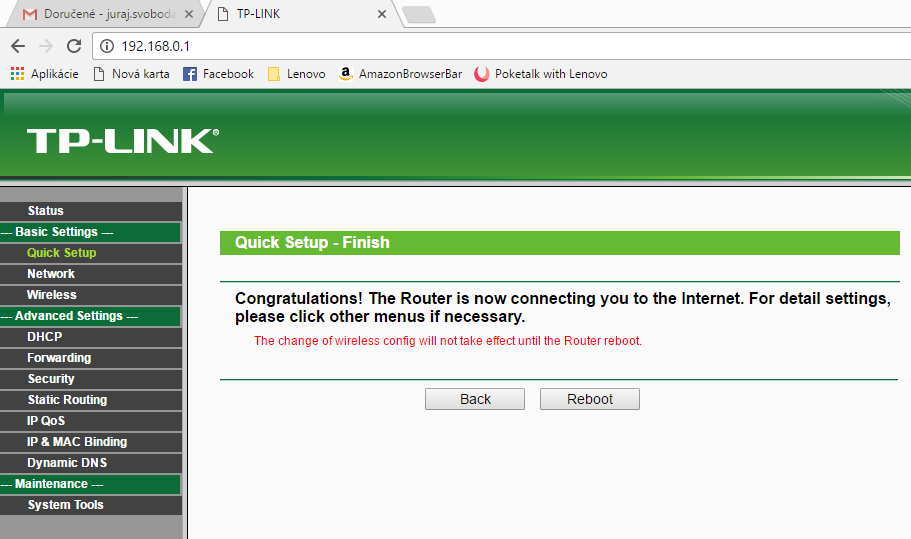 Doručené - juraj.svoboda
TP-LINK
192.168.0.1
Aplikácie
Nová karta
Facebook
Lenovo
AmazonBrowserBar
Poketalk with Lenovo
TP-LINK®
Status
--- Basic Settings ---
Quick Setup
Network
Wireless
--- Advanced Settings ---
DHCP
Forwarding
Security
Static Routing
IP QoS
IP & MAC Binding
Dynamic DNS
--- Maintenance ---
System Tools
Quick Setup - Finish
Congratulations! The Router is now connecting you to the Internet. For detail settings,
please click other menus if necessary.
The change of wireless config will not take effect until the Router reboot.
Back
Reboot